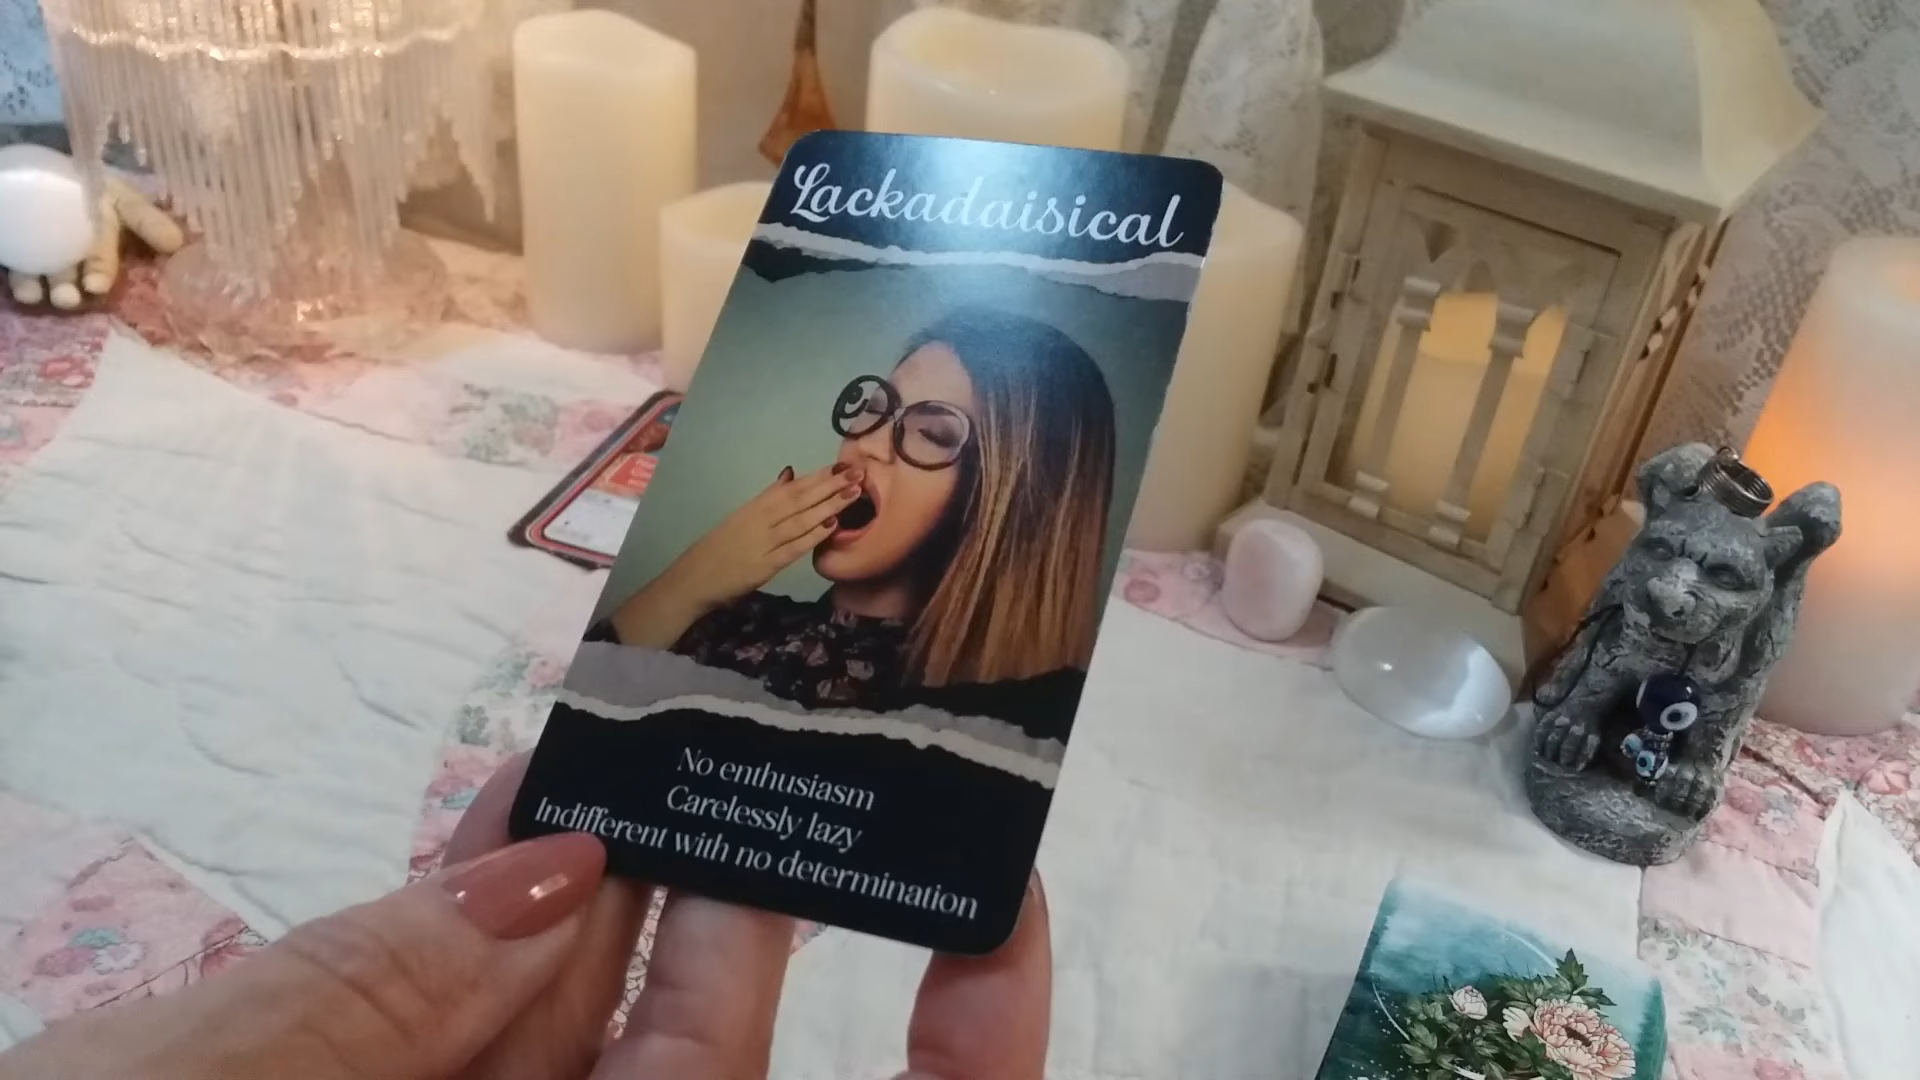 Lackadaisical
No enthusiasm
Carelessly lazy
Indifferent with no determination